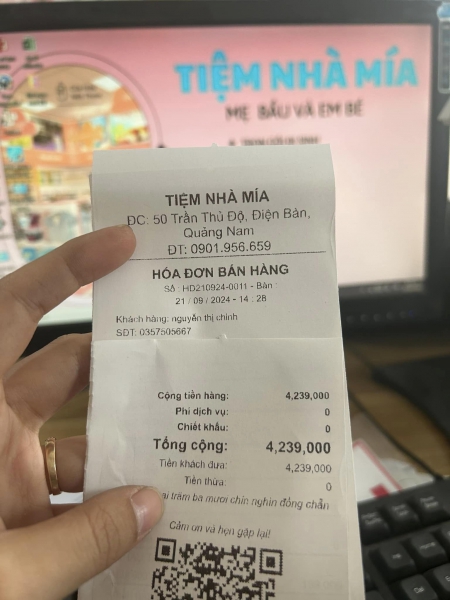 TIỆM NHÀ MÍA
MẸ BẦU VÀ EM BÉ
TIỆM NHÀ MÍA
ĐC: 50 Trần Thủ Độ, Điện Bàn,
Quảng Nam
ĐT: 0901.956.659
HÓA ĐƠN BÁN HÀNG
Số : HD210924-0011 - Bàn :
21 / 09 / 2024 - 14 : 28
Khách hàng: nguyễn thị chinh
SĐT: 0357505667
Cộng tiền hàng: 4,239,000
Phí dịch vụ: 0
Chiết khấu: 0
Tổng cộng: 4,239,000
Tiền khách đưa: 4,239,000
Tiền thừa: 0
trăm ba mươi chín nghìn đồng chẵn
Cảm ơn và hẹn gặp lại!